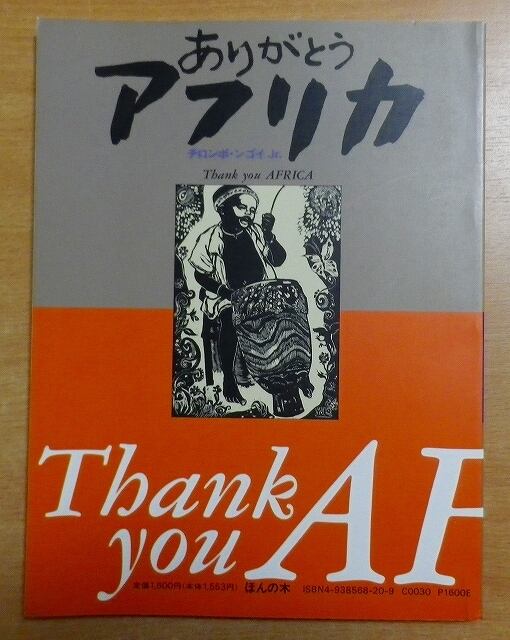 ありがとう
アフリカ
チロンボ・ンゴイ Jr.
Thank you AFRICA
Thank
you AF
定価1,600円(本体1,553円) ほんの木 ISBN4-938568-20-9 C0030 P1600E